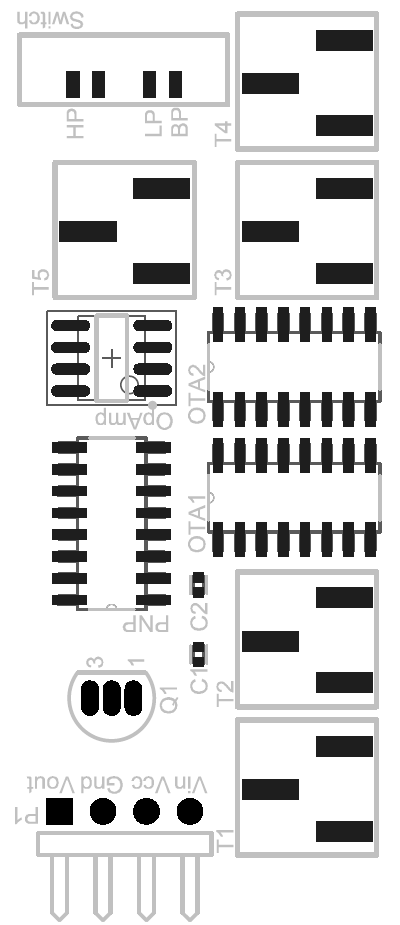 Switch
HP
LP
BP
T4
T5
T3
OTA2
OpAmp
OTA1
PNP
C2
C1
3
1
Q1
T2
Vout Gnd Vcc Vin
P1
T1